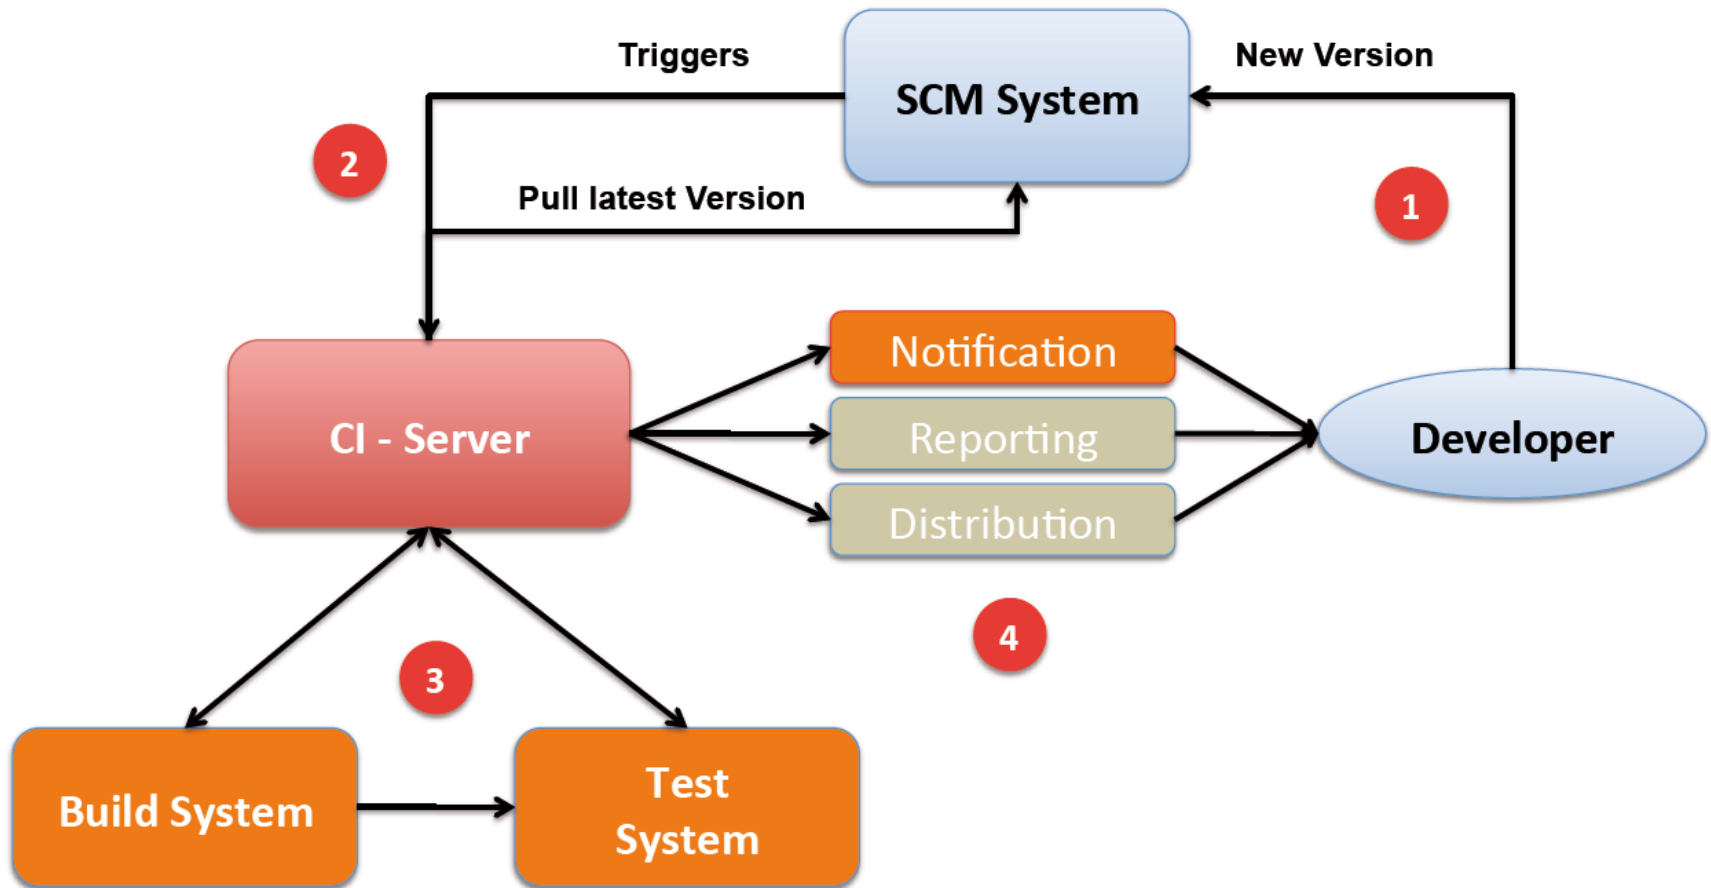 Triggers
SCM System
New Version
2
Pull latest Version
1
Notification
CI - Server
Reporting
Developer
Distribution
4
3
Build System
Test
System